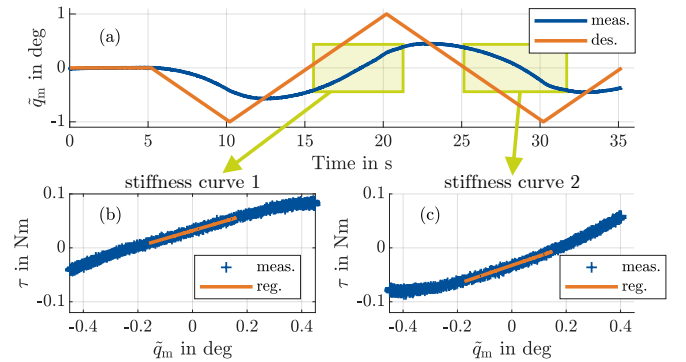 (a)
meas.
des.
1
0
-1
q̃m in deg
0
5
10
15
20
25
30
35
Time in s
stiffness curve 1
stiffness curve 2
(b)
0.1
0
-0.1
τ in Nm
meas.
reg.
-0.4
-0.2
0
0.2
0.4
q̃m in deg
(c)
0.1
0
-0.1
τ in Nm
meas.
reg.
-0.4
-0.2
0
0.2
0.4
q̃m in deg